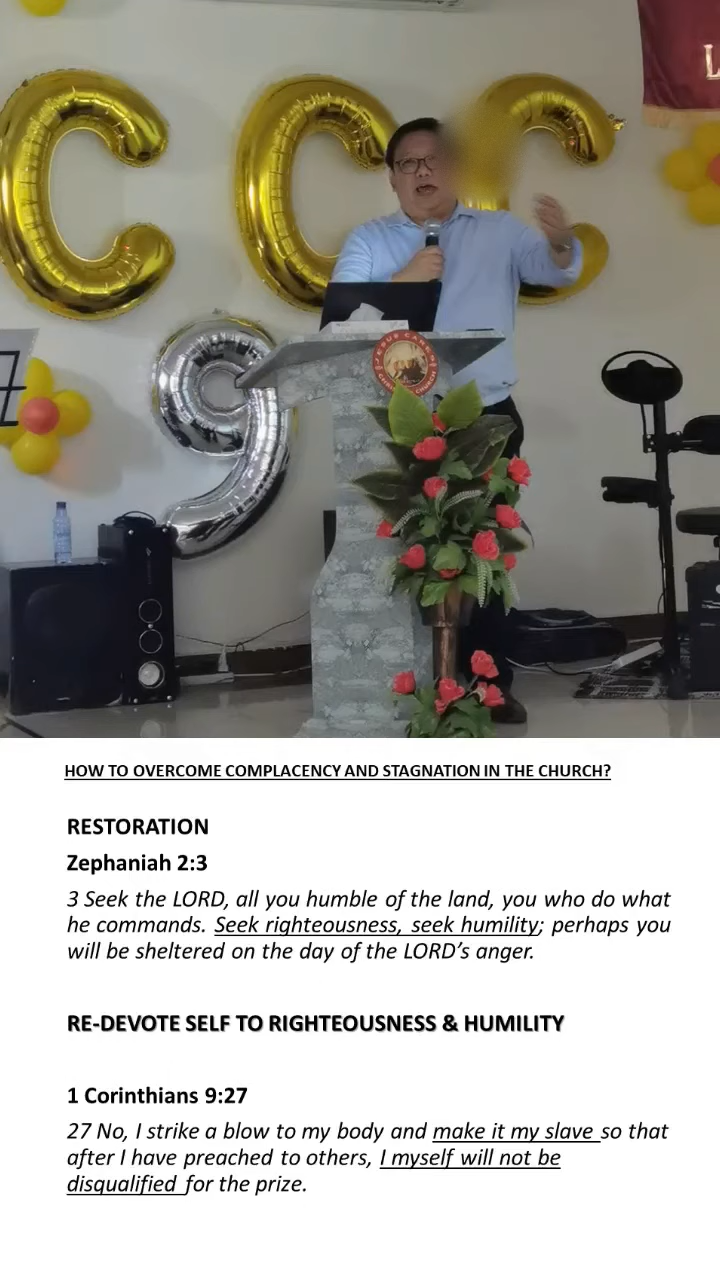 C C C
L
9
JESUS CARES
CHURCH
HOW TO OVERCOME COMPLACENCY AND STAGNATION IN THE CHURCH?
RESTORATION
Zephaniah 2:3
3 Seek the LORD, all you humble of the land, you who do what
he commands. Seek righteousness, seek humility; perhaps you
will be sheltered on the day of the LORD’s anger.
RE-DEVOTE SELF TO RIGHTEOUSNESS & HUMILITY
1 Corinthians 9:27
27 No, I strike a blow to my body and make it my slave so that
after I have preached to others, I myself will not be
disqualified for the prize.